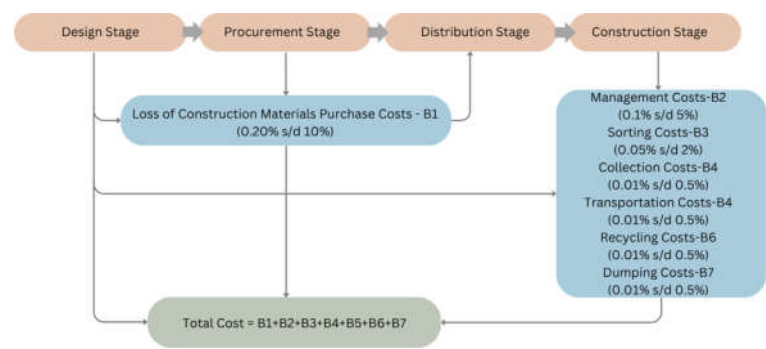 Design Stage
Procurement Stage
Distribution Stage
Construction Stage
Loss of Construction Materials Purchase Costs - B1
(0.20% s/d 10%)
Management Costs-B2
(0.1% s/d 5%)
Sorting Costs-B3
(0.05% s/d 2%)
Collection Costs-B4
(0.01% s/d 0.5%)
Transportation Costs-B4
(0.01% s/d 0.5%)
Recycling Costs-B6
(0.01% s/d 0.5%)
Dumping Costs-B7
(0.01% s/d 0.5%)
Total Cost = B1+B2+B3+B4+B5+B6+B7